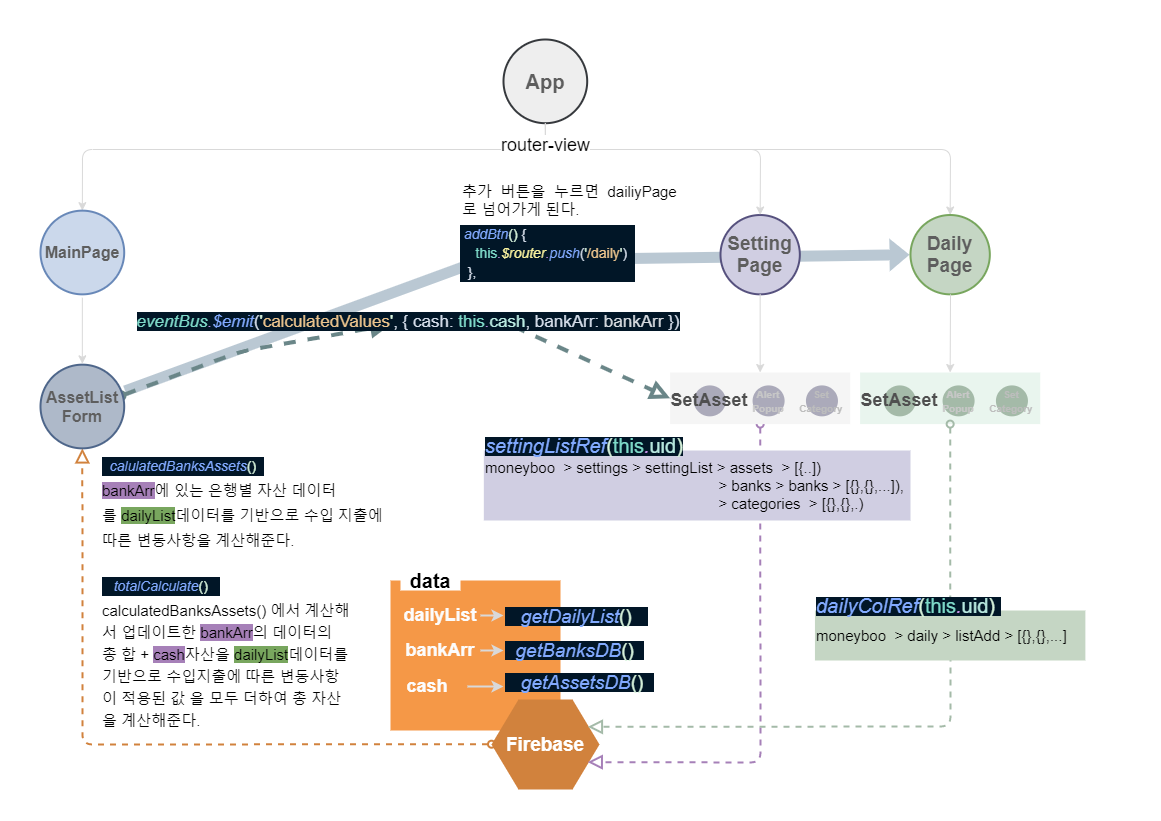 App
router-view
추가 버튼을 누르면 dailiyPage
로 넘어가게 된다.
addBtn() {
this.$router.push('/daily')
},
MainPage
Setting
Page
Daily
Page
eventBus.$emit('calculatedValues', { cash: this.cash, bankArr: bankArr })
AssetList
Form
SetAsset
Alert
Popup
Set
Category
SetAsset
Alert
Popup
Set
Category
settingListRef(this.uid)
moneyboo > settings > settingList > assets > [{..])
> banks > banks > [{},{},...]),
> categories > [{},{},.)
calulatedBanksAssets()
bankArr에 있는 은행별 자산 데이터
를 dailyList데이터를 기반으로 수입 지출에
따른 변동사항을 계산해준다.
totalCalculate()
calculatedBanksAssets() 에서 계산해
서 업데이트한 bankArr의 데이터의
총 합 + cash자산을 dailyList데이터를
기반으로 수입지출에 따른 변동사항
이 적용된 값 을 모두 더하여 총 자산
을 계산해준다.
data
dailyList
getDailyList()
bankArr
getBanksDB()
cash
getAssetsDB()
dailyColRef(this.uid)
moneyboo > daily > listAdd > [{},{},...]
Firebase